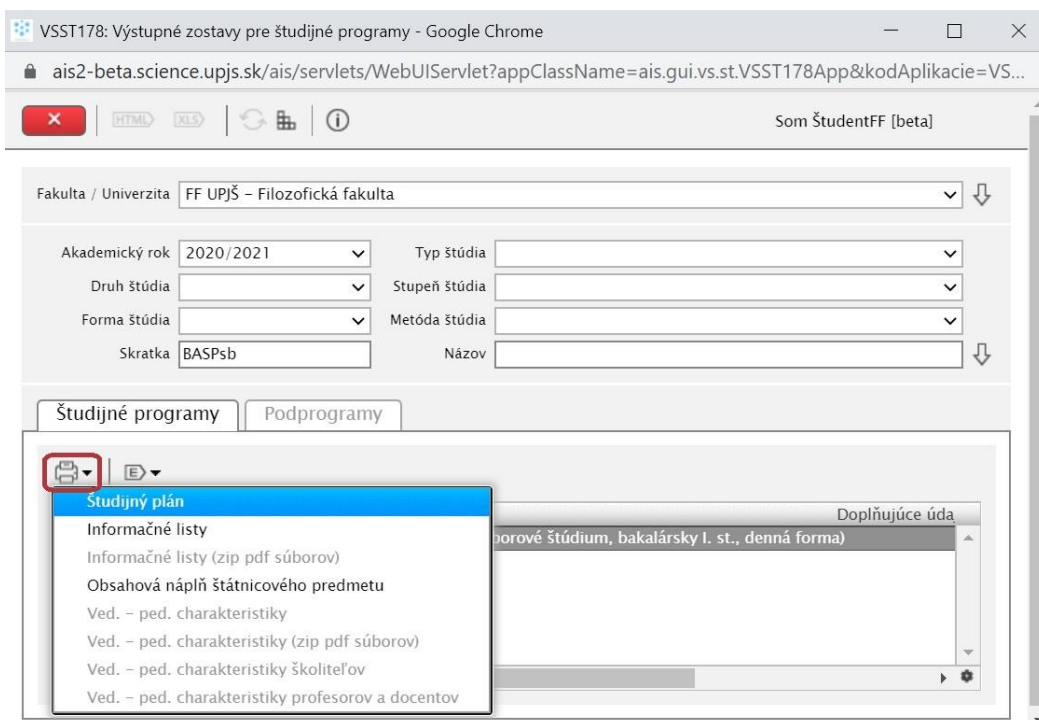 VSST178: Výstupné zostavy pre študijné programy - Google Chrome
ais2-beta.science.upjs.sk/ais/servlets/WebUIServlet?appClassName=ais.gui.vs.st.VSST178App&kodAplikacie=VS...
HTML XLS Som ŠtudentFF [beta]
Fakulta / Univerzita FF UPJŠ – Filozofická fakulta
Akademický rok 2020/2021 Typ štúdia
Druh štúdia Stupeň štúdia
Forma štúdia Metóda štúdia
Skratka BASPsb Názov
Študijné programy Podprogramy
E
Študijný plán
Doplňujúce úda
Informačné listy
borové štúdium, bakalársky I. st., denná forma)
Informačné listy (zip pdf súborov)
Obsahová náplň štátnicového predmetu
Ved. – ped. charakteristiky
Ved. – ped. charakteristiky (zip pdf súborov)
Ved. – ped. charakteristiky školiteľov
Ved. – ped. charakteristiky profesorov a docentov